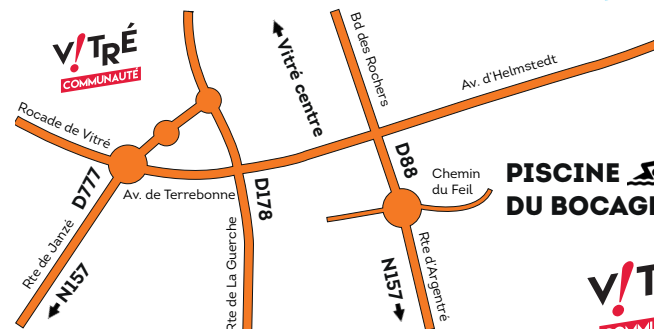 V!TRÉ
COMMUNAUTÉ
Rocade de Vitré
Vitré centre
Bd des Rochers
Av. d'Helmstedt
D777
Av. de Terrebonne
D178
D88
Chemin
du Feil
PISCINE
DU BOCAGE
Rte de Janzé
N157
Rte de La Guerche
N157
Rte d'Argentré
V!T